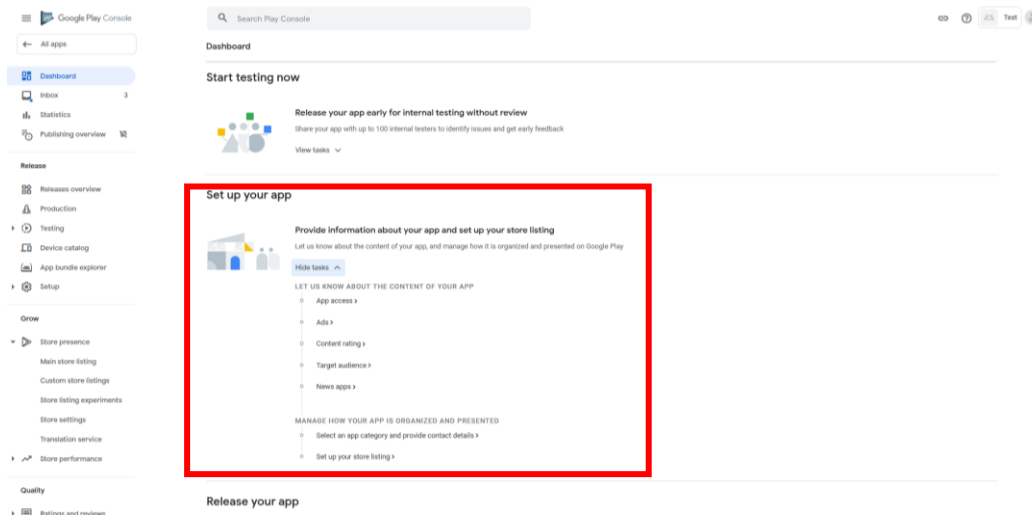 Google Play Console
Search Play Console
Test
All apps
Dashboard
Dashboard
Inbox 3
Statistics
Publishing overview
Release
Releases overview
Production
Testing
Device catalog
App bundle explorer
Setup
Grow
Store presence
Main store listing
Custom store listings
Store listing experiments
Store settings
Translation service
Store performance
Quality
Ratings and reviews
Start testing now
Release your app early for internal testing without review
Share your app with up to 100 internal testers to identify issues and get early feedback
View tasks
Set up your app
Provide information about your app and set up your store listing
Let us know about the content of your app, and manage how it is organized and presented on Google Play
Hide tasks
LET US KNOW ABOUT THE CONTENT OF YOUR APP
App access
Ads
Content rating
Target audience
News apps
MANAGE HOW YOUR APP IS ORGANIZED AND PRESENTED
Select an app category and provide contact details
Set up your store listing
Release your app